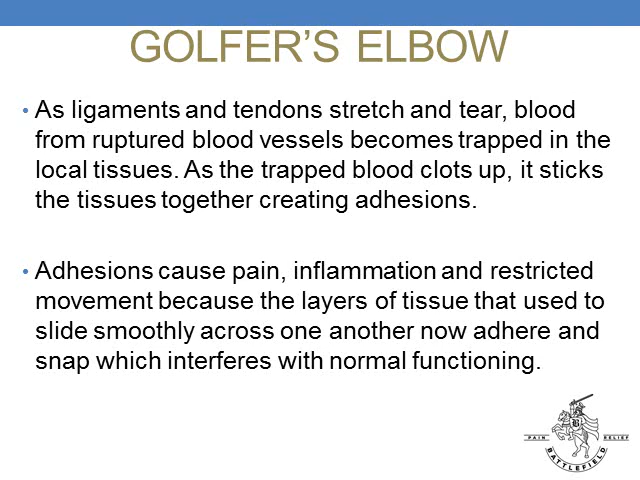 GOLFER'S ELBOW
• As ligaments and tendons stretch and tear, blood
from ruptured blood vessels becomes trapped in the
local tissues. As the trapped blood clots up, it sticks
the tissues together creating adhesions.
• Adhesions cause pain, inflammation and restricted
movement because the layers of tissue that used to
slide smoothly across one another now adhere and
snap which interferes with normal functioning.
B
PAIN RELIEF
BATTLEFIELD